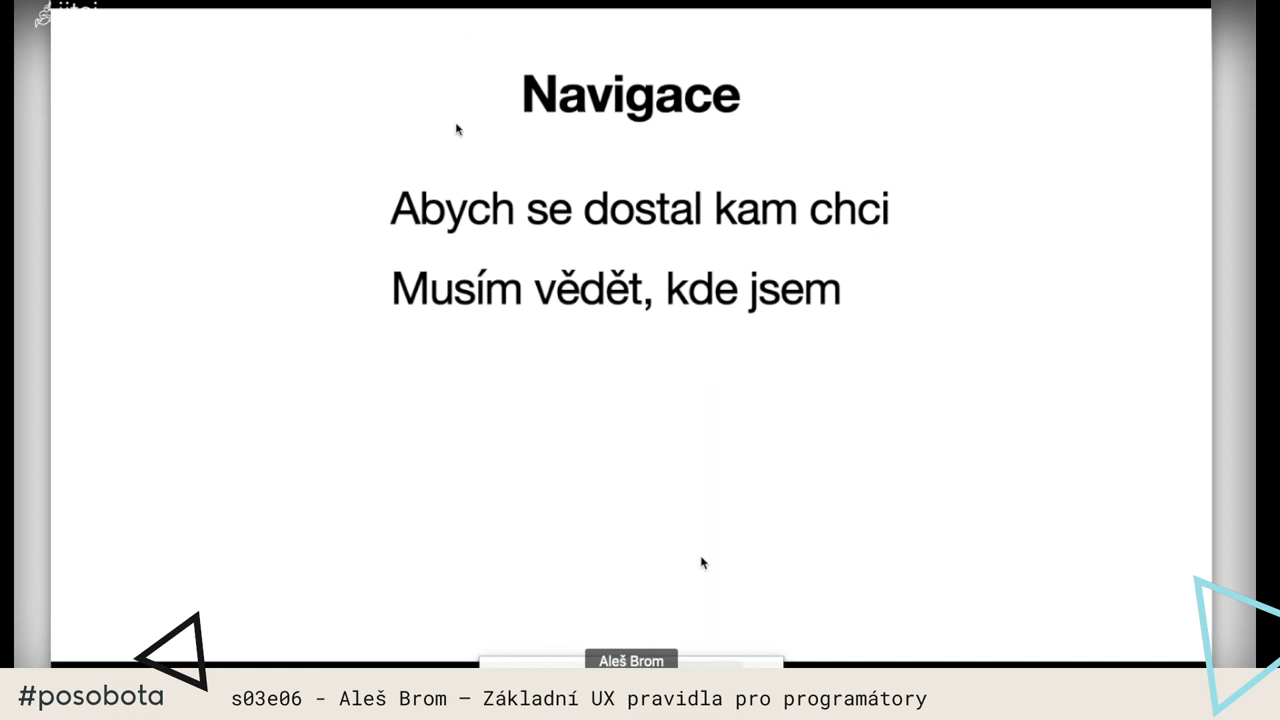 Navigace
Abych se dostal kam chci
Musím vědět, kde jsem
Aleš Brom
#posobota
s03e06 - Aleš Brom – Základní UX pravidla pro programátory